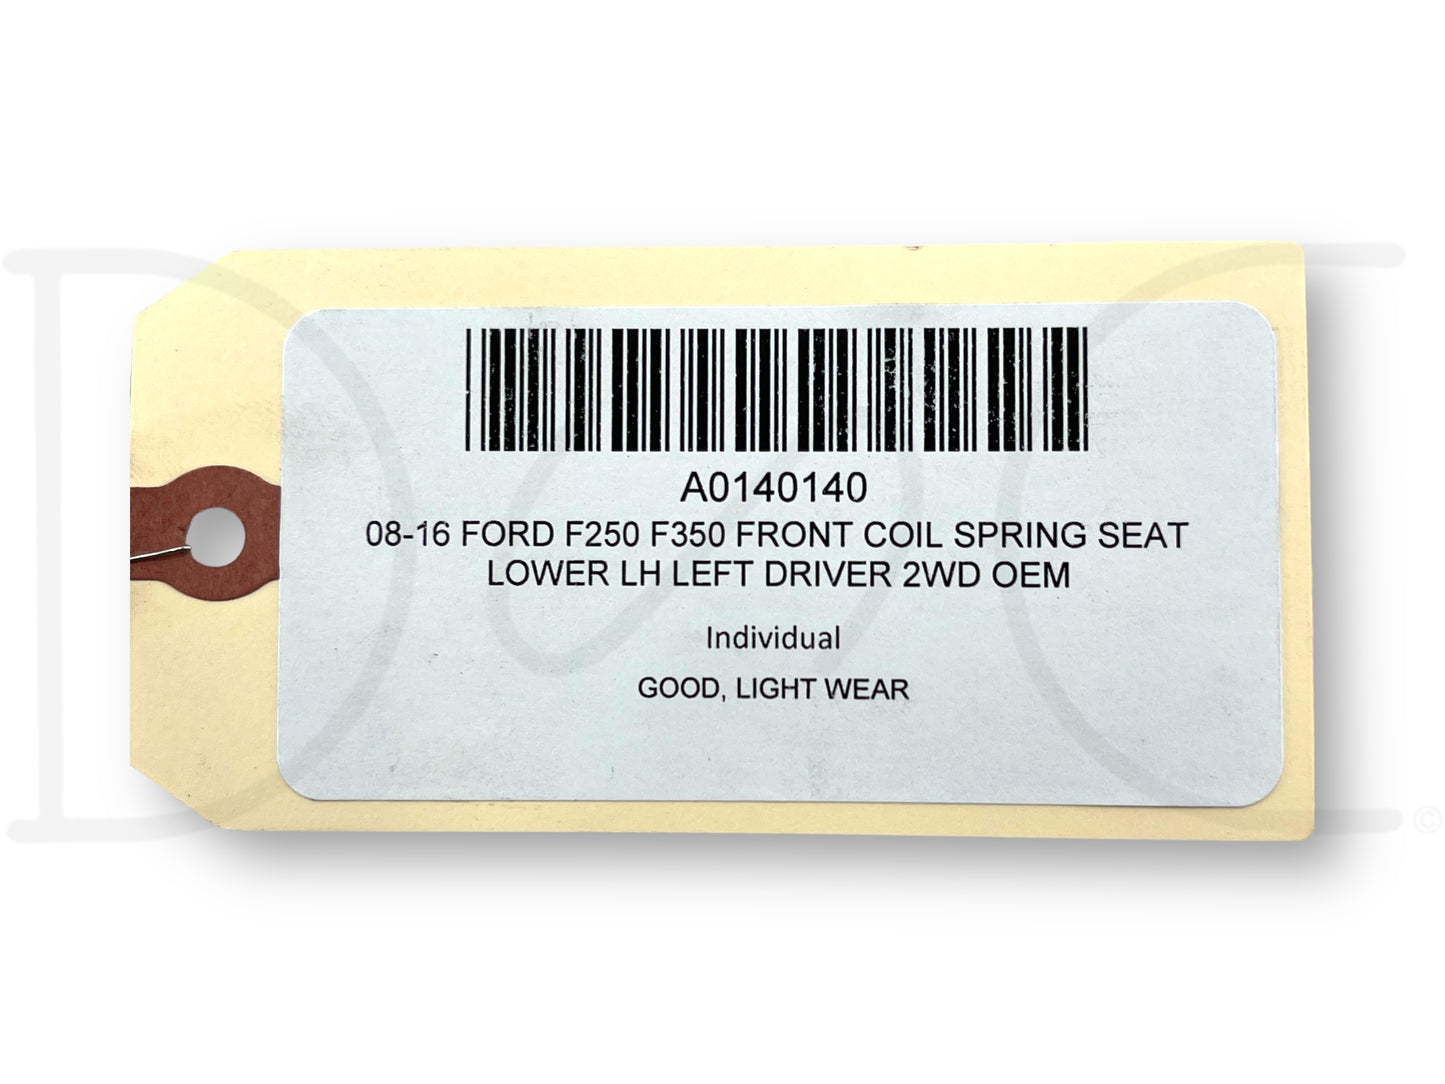 A0140140
08-16 FORD F250 F350 FRONT COIL SPRING SEAT
LOWER LH LEFT DRIVER 2WD OEM
Individual
GOOD, LIGHT WEAR
©